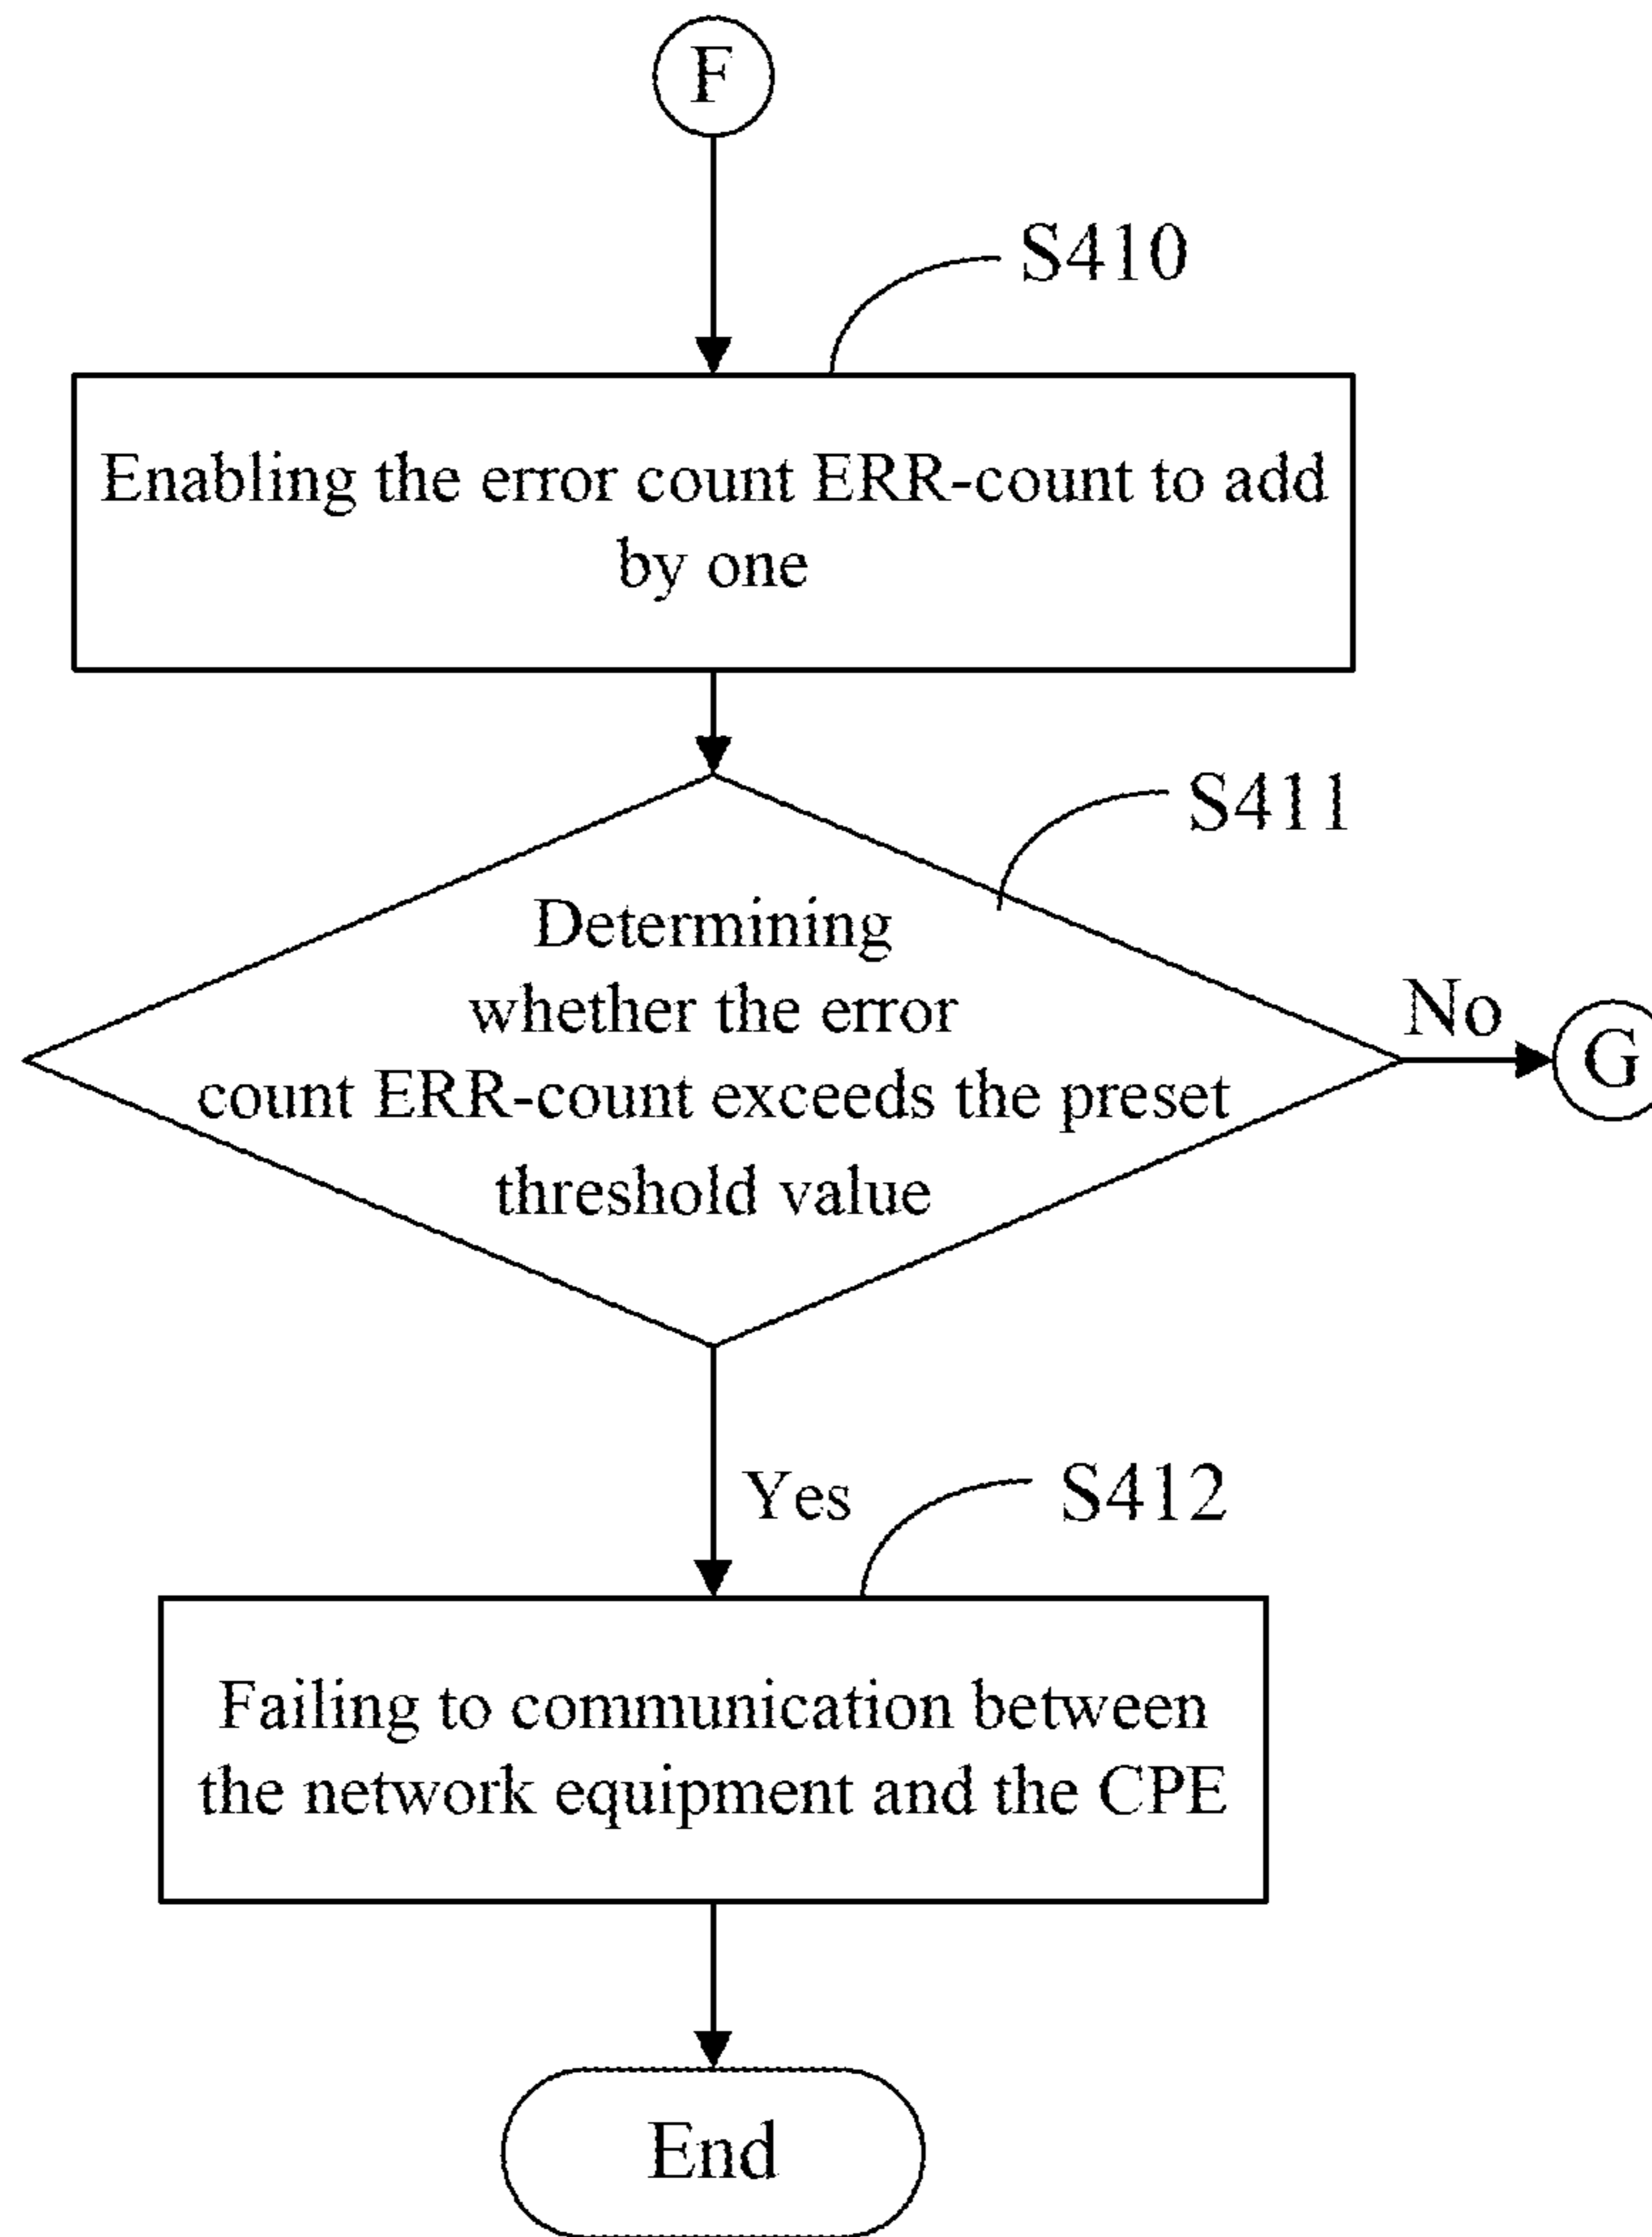 F
S410
Enabling the error count ERR-count to add
by one
S411
Determining
whether the error
count ERR-count exceeds the preset
threshold value
No
G
Yes
S412
Failing to communication between
the network equipment and the CPE
End